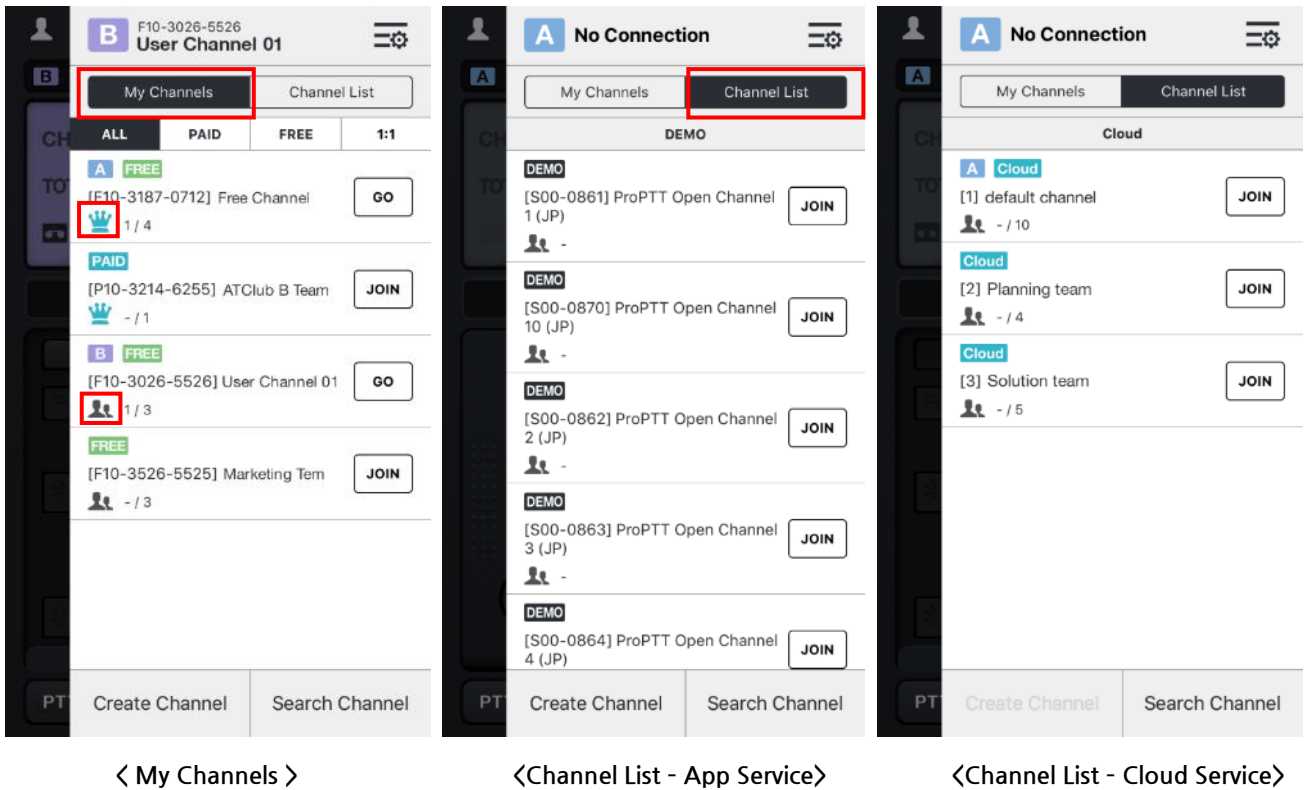 B
F10-3026-5526
User Channel 01
B
My Channels
Channel List
ALL
PAID
FREE
1:1
CH
TO
A FREE
[F10-3187-0712] Free Channel
GO
1 / 4
PAID
[P10-3214-6255] ATClub B Team
JOIN
- / 1
B FREE
[F10-3026-5526] User Channel 01
GO
1 / 3
FREE
[F10-3526-5525] Marketing Tem
JOIN
- / 3
PT
Create Channel
Search Channel
< My Channels >
A
No Connection
A
My Channels
Channel List
CH
TO
DEMO
DEMO
[S00-0861] ProPTT Open Channel
1 (JP)
JOIN
-
DEMO
[S00-0870] ProPTT Open Channel
10 (JP)
JOIN
-
DEMO
[S00-0862] ProPTT Open Channel
2 (JP)
JOIN
-
DEMO
[S00-0863] ProPTT Open Channel
3 (JP)
JOIN
-
DEMO
[S00-0864] ProPTT Open Channel
4 (JP)
JOIN
PT
Create Channel
Search Channel
<Channel List - App Service>
A
No Connection
A
My Channels
Channel List
CH
TO
Cloud
A Cloud
[1] default channel
JOIN
- / 10
Cloud
[2] Planning team
JOIN
- / 4
Cloud
[3] Solution team
JOIN
- / 5
PT
Create Channel
Search Channel
<Channel List - Cloud Service>